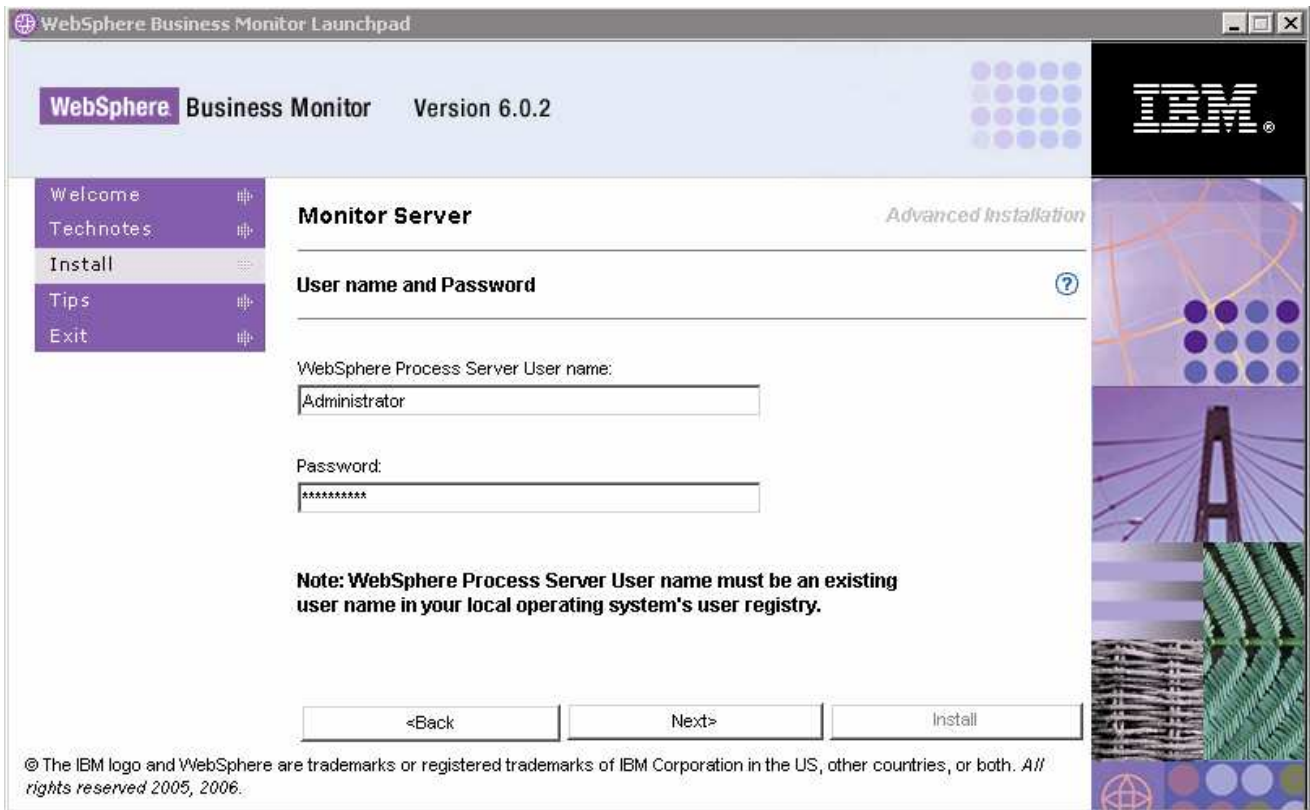 WebSphere Business Monitor Launchpad
WebSphere. Business Monitor Version 6.0.2
IBM®
Welcome
Technotes
Install
Tips
Exit
Monitor Server
Advanced Installation
User name and Password
?
WebSphere Process Server User name:
Administrator
Password:
**********
Note: WebSphere Process Server User name must be an existing
user name in your local operating system's user registry.
<Back
Next>
Install
© The IBM logo and WebSphere are trademarks or registered trademarks of IBM Corporation in the US, other countries, or both. All
rights reserved 2005, 2006.